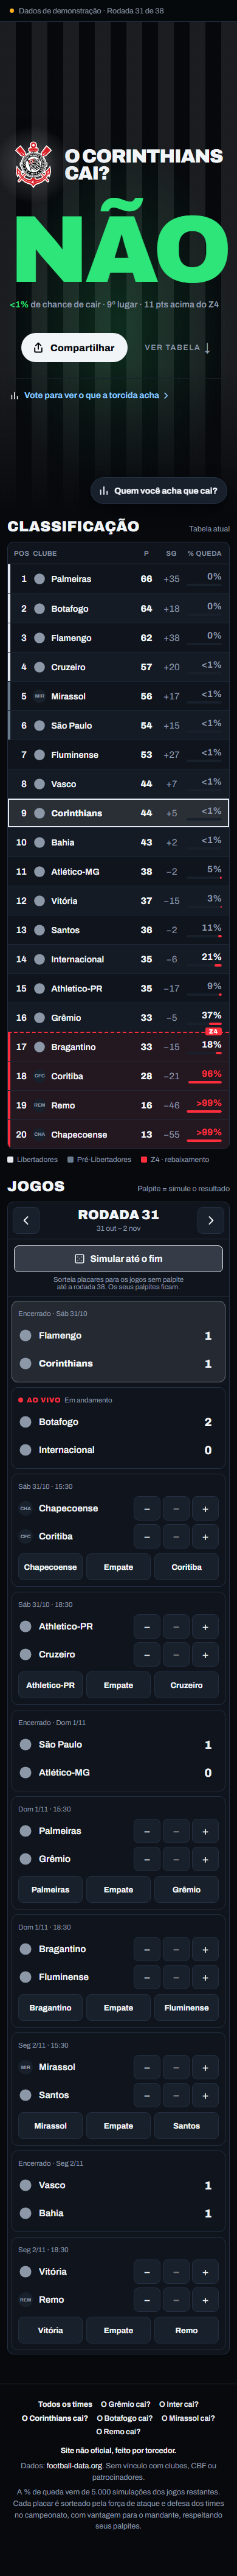 Dados de demonstração · Rodada 31 de 38
O CORINTHIANS
CAI?
NÃO
<1% de chance de cair · 9º lugar · 11 pts acima do Z4
Compartilhar
VER TABELA ↓
Vote para ver o que a torcida acha >
Quem você acha que cai?
CLASSIFICAÇÃO Tabela atual
POS CLUBE P SG % QUEDA
1 Palmeiras 66 +35 0%
2 Botafogo 64 +18 0%
3 Flamengo 62 +38 0%
4 Cruzeiro 57 +20 <1%
5 MIR Mirassol 56 +17 <1%
6 São Paulo 54 +15 <1%
7 Fluminense 53 +27 <1%
8 Vasco 44 +7 <1%
9 Corinthians 44 +5 <1%
10 Bahia 43 +2 <1%
11 Atlético-MG 38 −2 5%
12 Vitória 37 −15 3%
13 Santos 36 −2 11%
14 Internacional 35 −6 21%
15 Athletico-PR 35 −17 9%
16 Grêmio 33 −5 37%
Z4
17 Bragantino 33 −15 18%
18 CFC Coritiba 28 −21 96%
19 REM Remo 16 −46 >99%
20 CHA Chapecoense 13 −55 >99%
Libertadores Pré-Libertadores Z4 · rebaixamento
JOGOS Palpite = simule o resultado
RODADA 31
31 out – 2 nov
Simular até o fim
Sorteia placares para os jogos sem palpite
até a rodada 38. Os seus palpites ficam.
Encerrado · Sáb 31/10
Flamengo 1
Corinthians 1
AO VIVO Em andamento
Botafogo 2
Internacional 0
Sáb 31/10 · 15:30
CHA Chapecoense − – +
CFC Coritiba − – +
Chapecoense Empate Coritiba
Sáb 31/10 · 18:30
Athletico-PR − – +
Cruzeiro − – +
Athletico-PR Empate Cruzeiro
Encerrado · Dom 1/11
São Paulo 1
Atlético-MG 0
Dom 1/11 · 15:30
Palmeiras − – +
Grêmio − – +
Palmeiras Empate Grêmio
Dom 1/11 · 18:30
Bragantino − – +
Fluminense − – +
Bragantino Empate Fluminense
Seg 2/11 · 15:30
MIR Mirassol − – +
Santos − – +
Mirassol Empate Santos
Encerrado · Seg 2/11
Vasco 1
Bahia 1
Seg 2/11 · 18:30
Vitória − – +
REM Remo − – +
Vitória Empate Remo
Todos os times O Grêmio cai? O Inter cai?
O Corinthians cai? O Botafogo cai? O Mirassol cai?
O Remo cai?
Site não oficial, feito por torcedor.
Dados: football-data.org. Sem vínculo com clubes, CBF ou
patrocinadores.
A % de queda vem de 5.000 simulações dos jogos restantes.
Cada placar é sorteado pela força de ataque e defesa dos times
no campeonato, com vantagem para o mandante, respeitando
seus palpites.